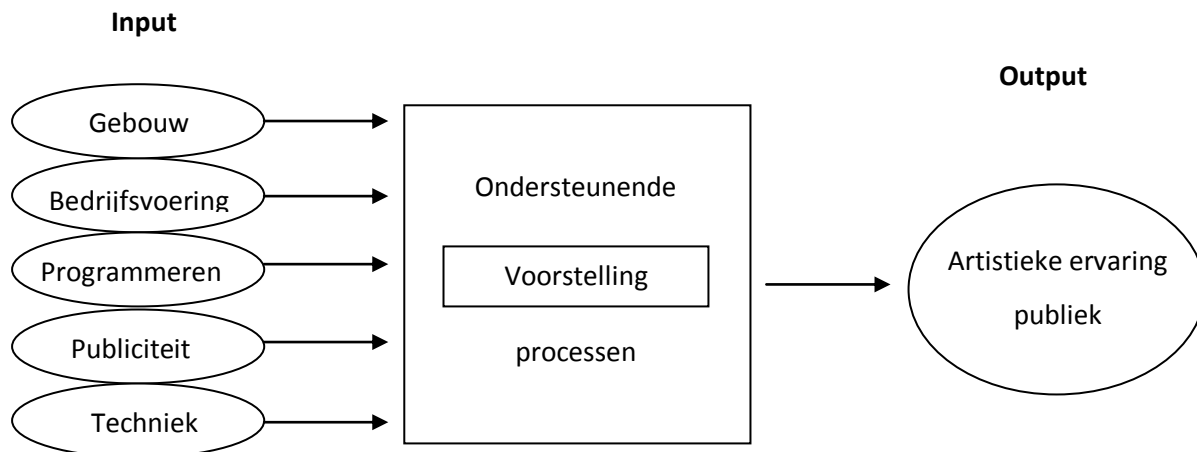 Input
Output
Gebouw
Bedrijfsvoering
Programmeren
Publiciteit
Techniek
Ondersteunende
Voorstelling
processen
Artistieke ervaring
publiek